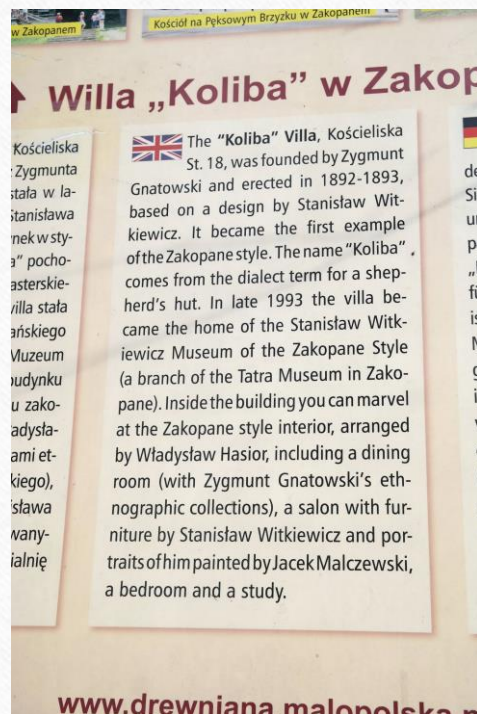 w Zakopanem
Kościół na Pęksowym Brzyzku w Zakopanem
Willa „Koliba” w Zakop
Kościeliska
Zygmunta
stała w la-
Stanisława
nek w sty-
a” pocho-
asterskie-
villa stała
ańskiego
Muzeum
oudynku
u zako-
adysła-
ami et-
kiego),
isława
wany-
ialnię
The “Koliba” Villa, Kościeliska
St. 18, was founded by Zygmunt
Gnatowski and erected in 1892-1893,
based on a design by Stanisław Wit-
kiewicz. It became the first example
of the Zakopane style. The name “Koliba”
comes from the dialect term for a shep-
herd’s hut. In late 1993 the villa be-
came the home of the Stanisław Witk-
iewicz Museum of the Zakopane Style
(a branch of the Tatra Museum in Zako-
pane). Inside the building you can marvel
at the Zakopane style interior, arranged
by Władysław Hasior, including a dining
room (with Zygmunt Gnatowski’s eth-
nographic collections), a salon with fur-
niture by Stanisław Witkiewicz and por-
traits of him painted by Jacek Malczewski,
a bedroom and a study.
www.drewniana.malopolska